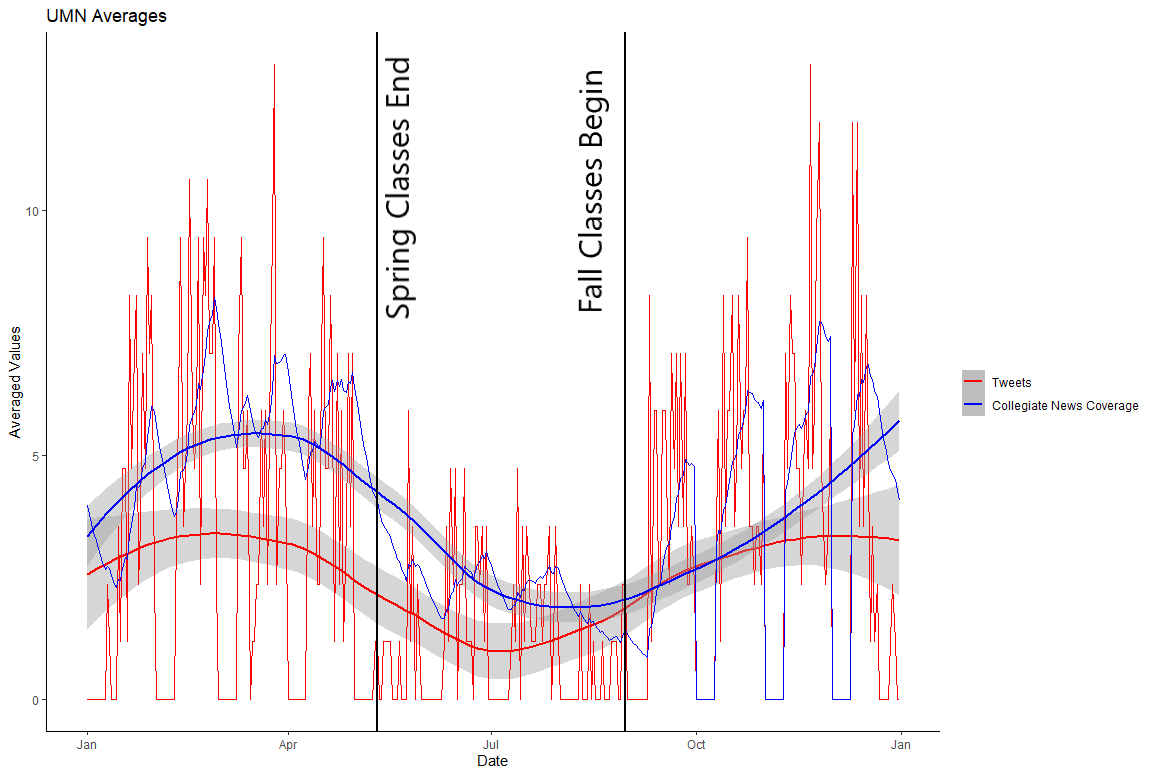 UMN Averages
Spring Classes End
Fall Classes Begin
10
5
0
Averaged Values
Tweets
Collegiate News Coverage
Jan
Apr
Jul
Oct
Jan
Date